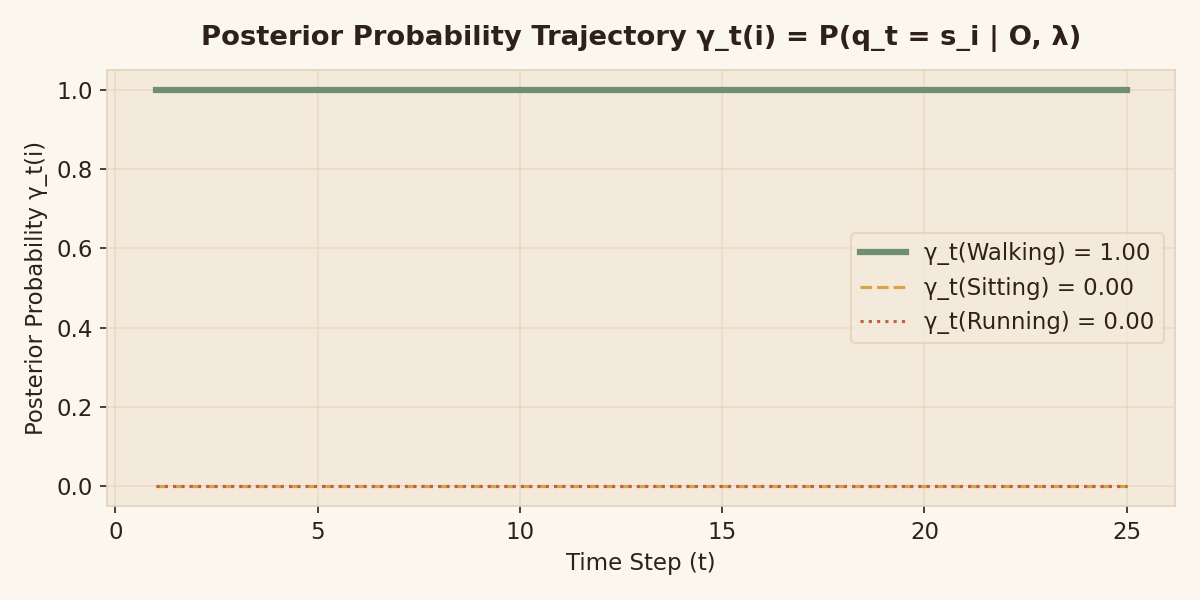 Posterior Probability Trajectory γ_t(i) = P(q_t = s_i | O, λ)
Posterior Probability γ_t(i)
1.0
0.8
0.6
0.4
0.2
0.0
γ_t(Walking) = 1.00
γ_t(Sitting) = 0.00
γ_t(Running) = 0.00
0 5 10 15 20 25
Time Step (t)